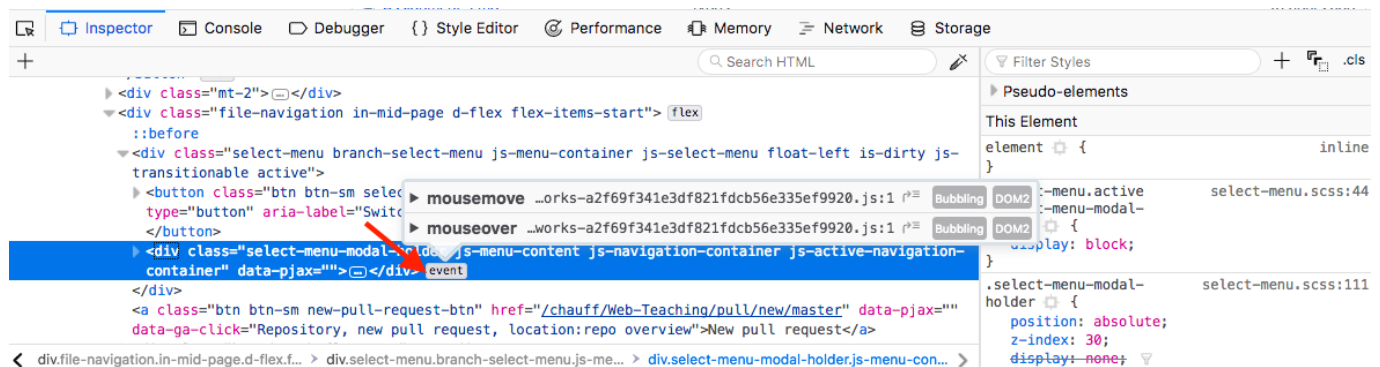 Inspector Console Debugger { } Style Editor Performance Memory Network Storage
+ Search HTML Filter Styles + .cls
<div class="mt-2"></div>
Pseudo-elements
<div class="file-navigation in-mid-page d-flex flex-items-start"> flex
This Element
::before
element { inline
<div class="select-menu branch-select-menu js-menu-container js-select-menu float-left is-dirty js-
}
transitionable active">
<button class="btn btn-sm selec
mousemove …orks-a2f69f341e3df821fdcb56e335ef9920.js:1 Bubbling DOM2
-menu.active select-menu.scss:44
type="button" aria-label="Switc
-menu-modal-
</button>
mouseover …works-a2f69f341e3df821fdcb56e335ef9920.js:1 Bubbling DOM2
{
<div class="select-menu-modal-holder js-menu-content js-navigation-container js-active-navigation-
display: block;
container" data-pjax=""></div> event
}
</div>
.select-menu-modal- select-menu.scss:111
<a class="btn btn-sm new-pull-request-btn" href="/chauff/Web-Teaching/pull/new/master" data-pjax=""
holder {
data-ga-click="Repository, new pull request, location:repo overview">New pull request</a>
position: absolute;
z-index: 30;
div.file-navigation.in-mid-page.d-flex.f... > div.select-menu.branch-select-menu.js-me... > div.select-menu-modal-holder.js-menu-con...
display: none;